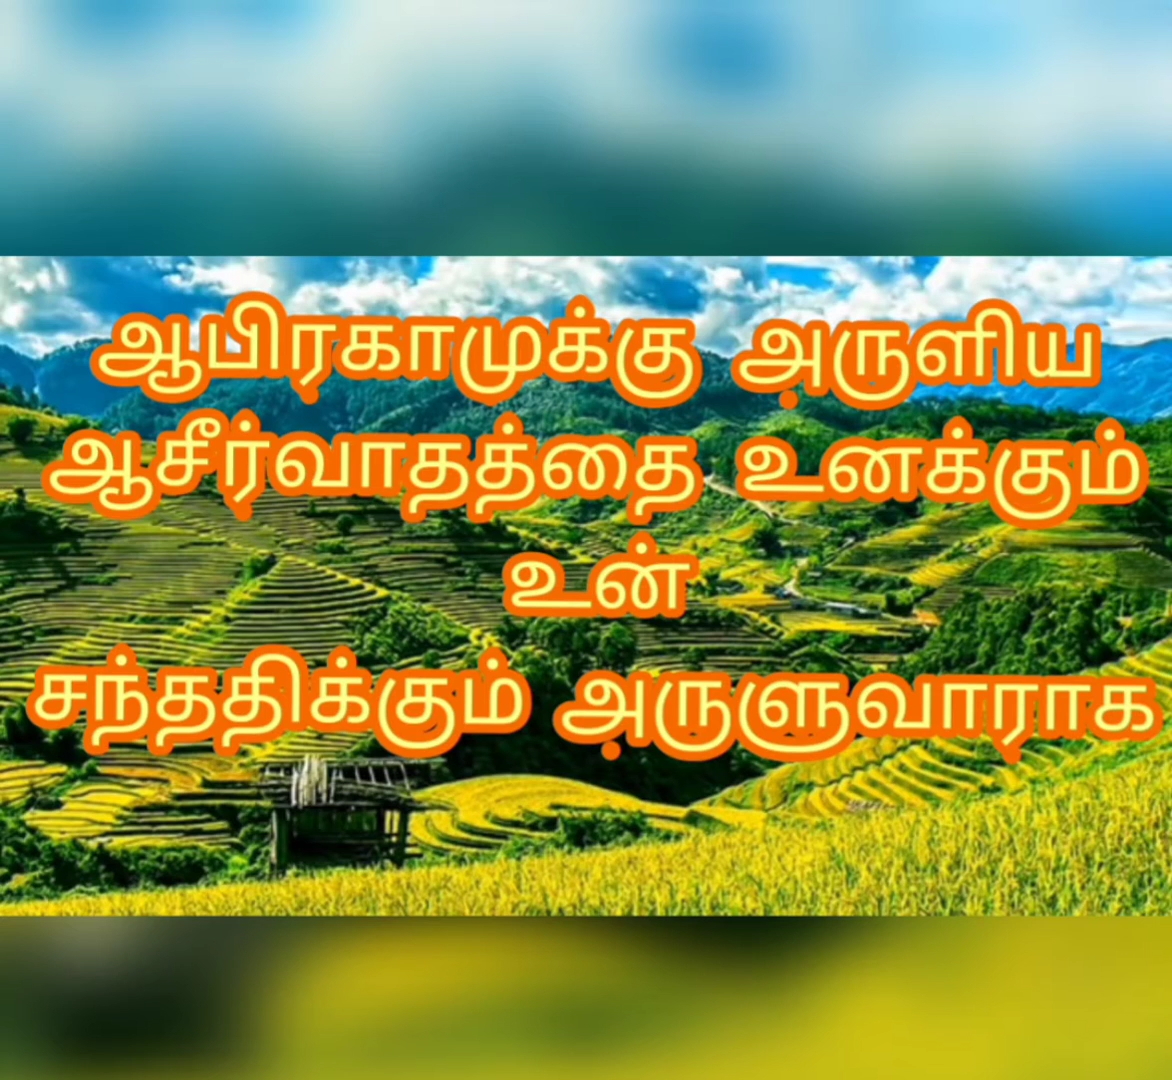 ஆபிரகாமுக்கு அருளிய
ஆசீர்வாதத்தை உனக்கும்
உன்
சந்ததிக்கும் அருளுவாராக